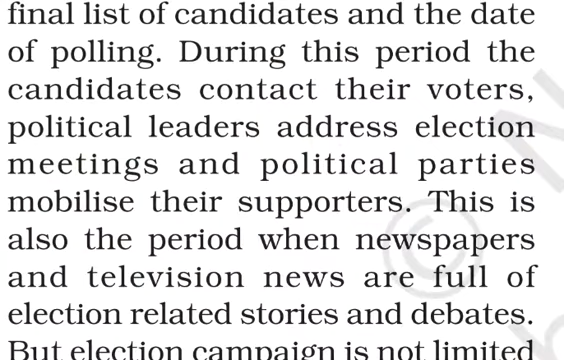 final list of candidates and the date
of polling. During this period the
candidates contact their voters,
political leaders address election
meetings and political parties
mobilise their supporters. This is
also the period when newspapers
and television news are full of
election related stories and debates.
But election campaign is not limited